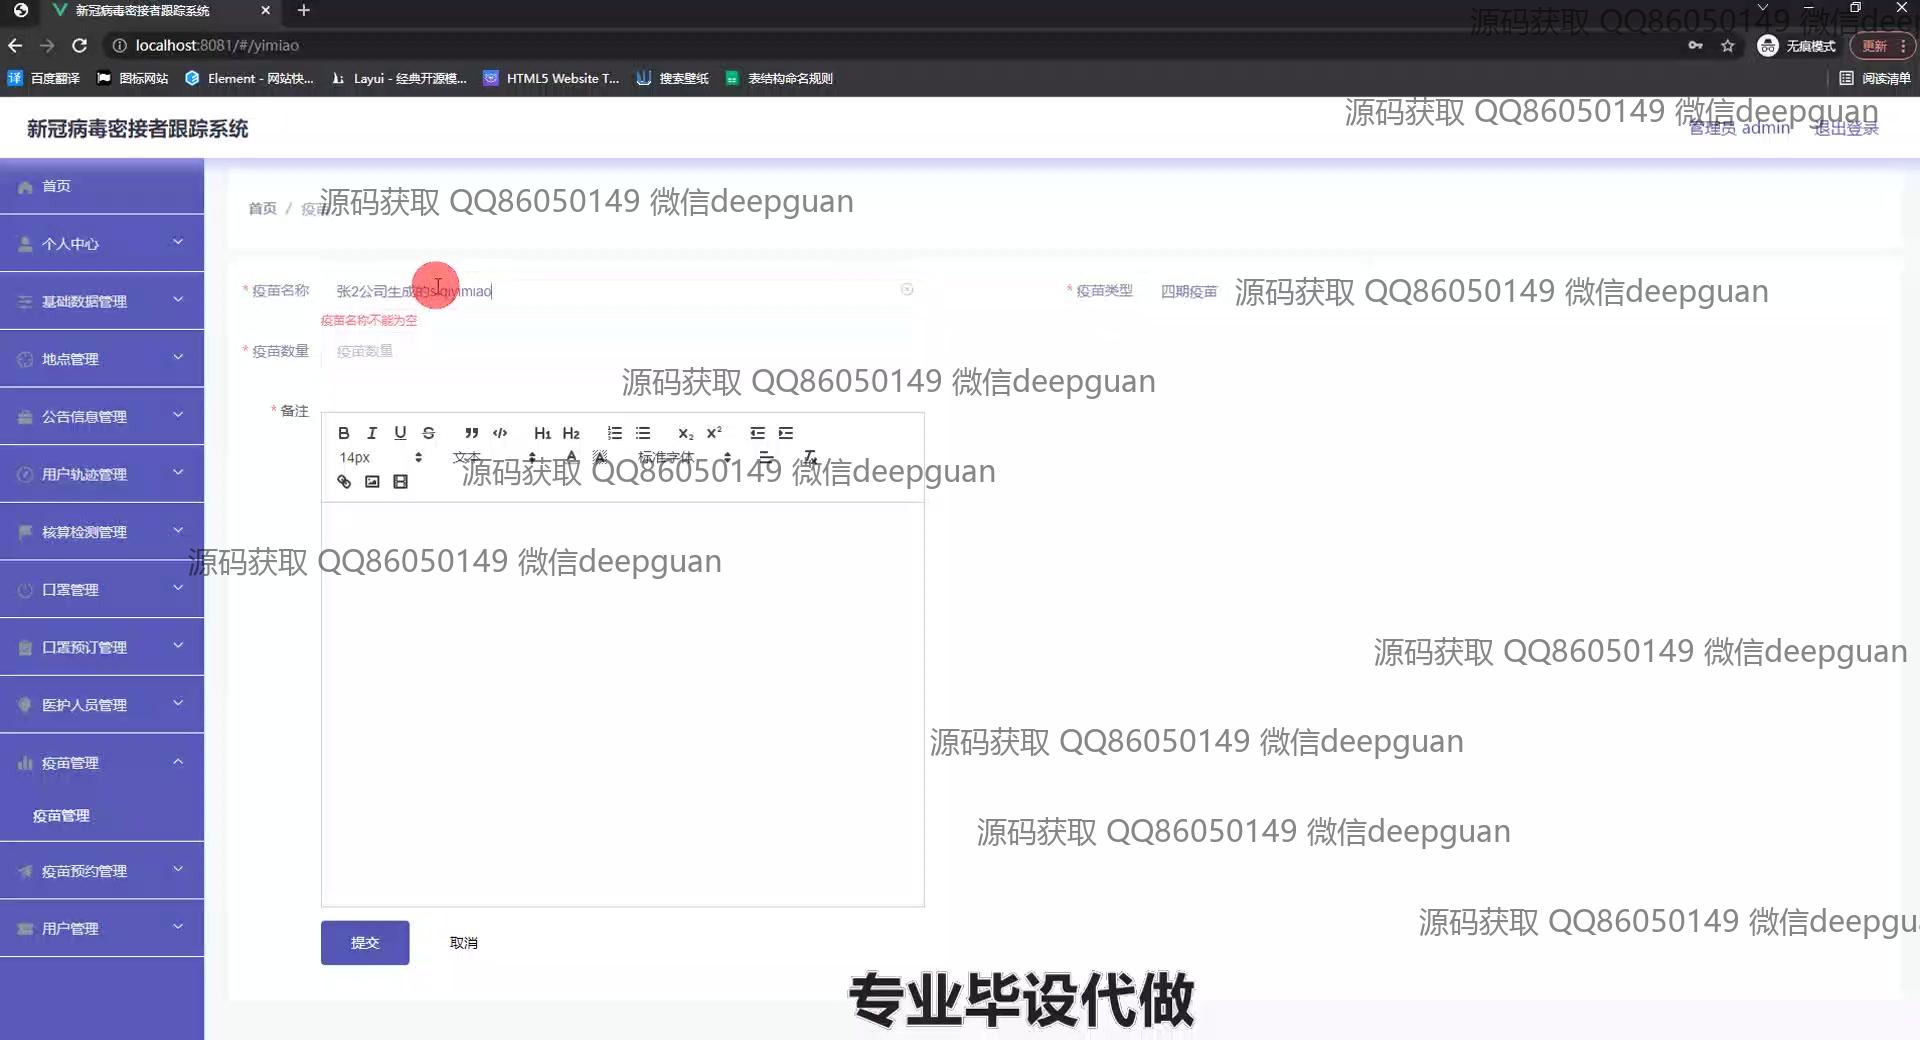 新冠病毒密接者跟踪系统
源码获取 QQ86050149 微信deep
localhost:8081/#/yimiao
无痕模式
更新
百度翻译
图标网站
Element - 网站快...
Layui - 经典开源模...
HTML5 Website T...
搜索壁纸
表结构命名规则
阅读清单
新冠病毒密接者跟踪系统
源码获取 QQ86050149 微信deepguan
管理员 admin
退出登录
首页
个人中心
基础数据管理
地点管理
公告信息管理
用户轨迹管理
核算检测管理
口罩管理
口罩预订管理
医护人员管理
疫苗管理
疫苗管理
疫苗预约管理
用户管理
首页 / 疫苗
源码获取 QQ86050149 微信deepguan
* 疫苗名称
张2公司生成的siqiyimiao
疫苗名称不能为空
* 疫苗类型
四期疫苗
源码获取 QQ86050149 微信deepguan
* 疫苗数量
疫苗数量
源码获取 QQ86050149 微信deepguan
* 备注
14px
文本
标准字体
源码获取 QQ86050149 微信deepguan
源码获取 QQ86050149 微信deepguan
源码获取 QQ86050149 微信deepguan
源码获取 QQ86050149 微信deepguan
源码获取 QQ86050149 微信deepguan
源码获取 QQ86050149 微信deepgu
提交
取消
专业毕设代做